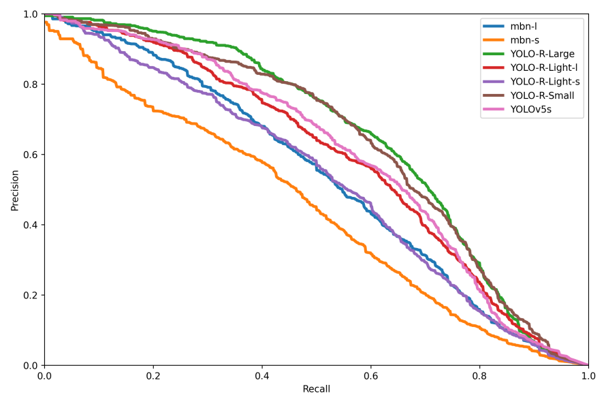 1.0
0.8
0.6
0.4
0.2
0.0
Precision
0.0 0.2 0.4 0.6 0.8 1.0
Recall
mbn-l
mbn-s
YOLO-R-Large
YOLO-R-Light-l
YOLO-R-Light-s
YOLO-R-Small
YOLOv5s